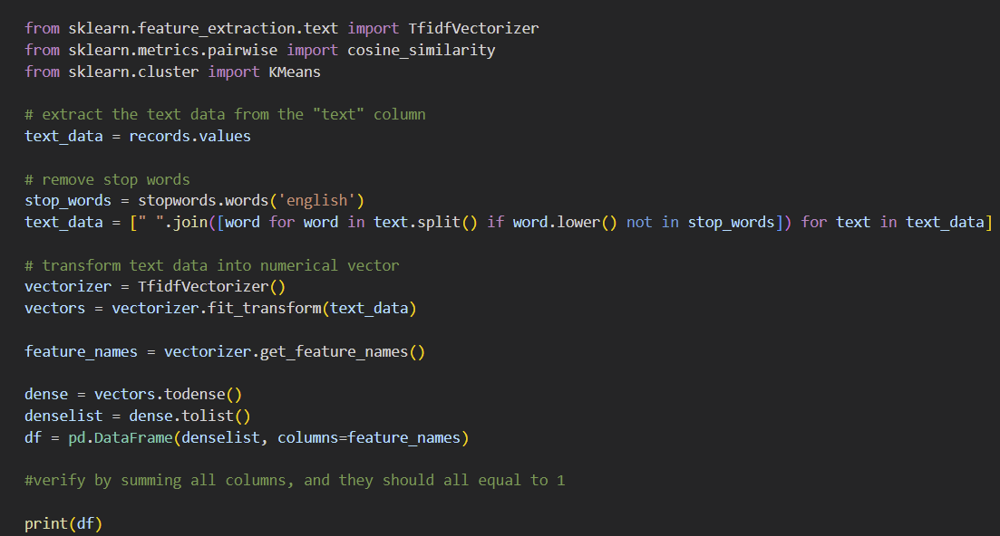 from sklearn.feature_extraction.text import TfidfVectorizer
from sklearn.metrics.pairwise import cosine_similarity
from sklearn.cluster import KMeans
# extract the text data from the "text" column
text_data = records.values
# remove stop words
stop_words = stopwords.words('english')
text_data = [" ".join([word for word in text.split() if word.lower() not in stop_words]) for text in text_data]
# transform text data into numerical vector
vectorizer = TfidfVectorizer()
vectors = vectorizer.fit_transform(text_data)
feature_names = vectorizer.get_feature_names()
dense = vectors.todense()
denselist = dense.tolist()
df = pd.DataFrame(denselist, columns=feature_names)
#verify by summing all columns, and they should all equal to 1
print(df)